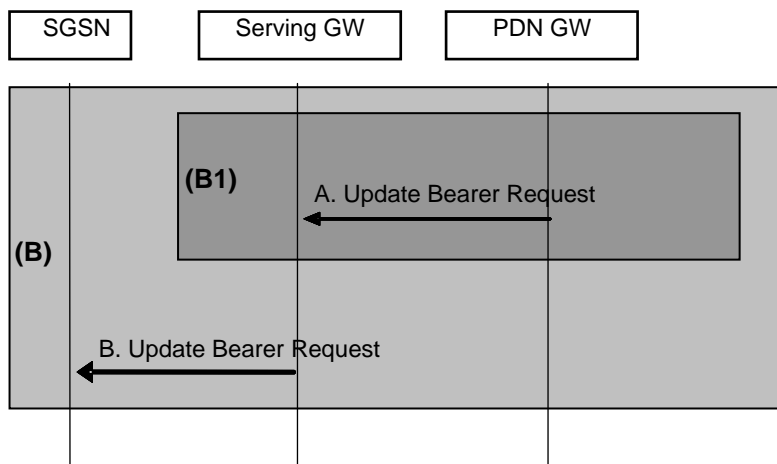 SGSN
Serving GW
PDN GW
(B1)
A. Update Bearer Request
(B)
B. Update Bearer Request